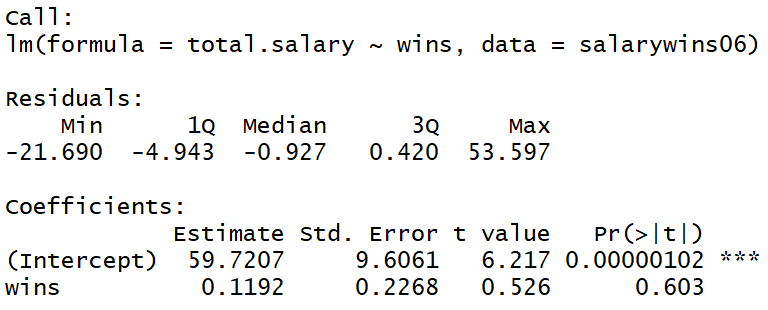 Call:
lm(formula = total.salary ~ wins, data = salarywins06)
Residuals:
    Min      1Q  Median      3Q     Max
-21.690  -4.943  -0.927   0.420  53.597
Coefficients:
            Estimate Std. Error t value   Pr(>|t|)
(Intercept)  59.7207     9.6061   6.217 0.00000102 ***
wins          0.1192     0.2268   0.526      0.603